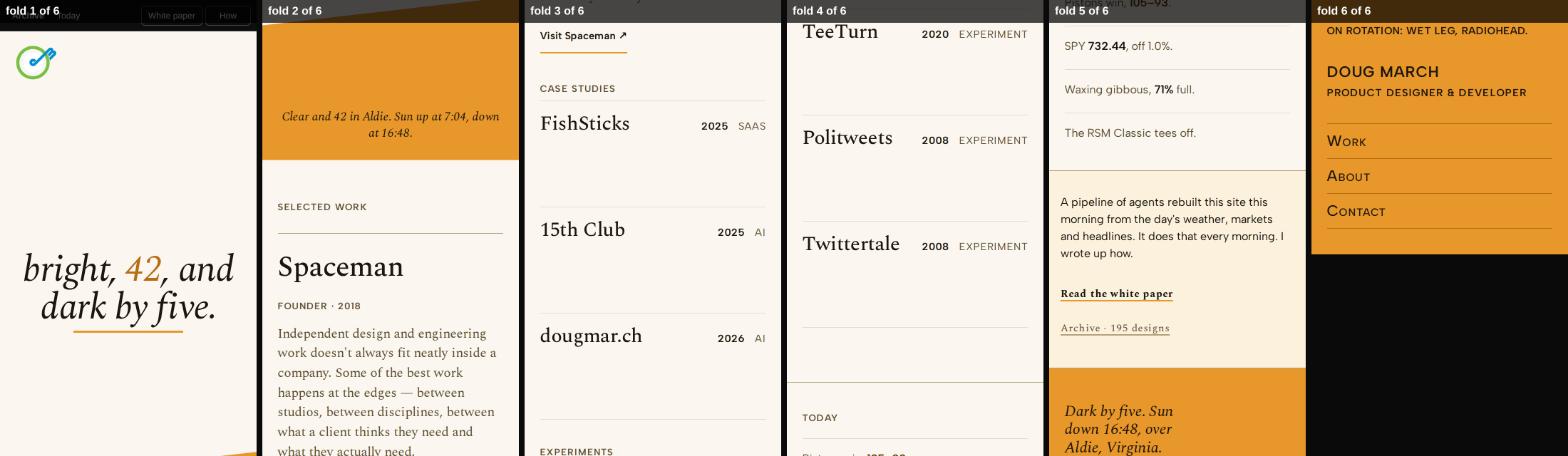 fold 1 of 6
Archive Today White paper How
bright, 42, and
dark by five.
fold 2 of 6
Clear and 42 in Aldie. Sun up at 7:04, down
at 16:48.
SELECTED WORK
Spaceman
FOUNDER · 2018
Independent design and engineering
work doesn't always fit neatly inside a
company. Some of the best work
happens at the edges — between
studios, between disciplines, between
what a client thinks they need and
what they actually need.
fold 3 of 6
Visit Spaceman ↗
CASE STUDIES
FishSticks 2025 SAAS
15th Club 2025 AI
dougmar.ch 2026 AI
EXPERIMENTS
fold 4 of 6
TeeTurn 2020 EXPERIMENT
Politweets 2008 EXPERIMENT
Twittertale 2008 EXPERIMENT
TODAY
fold 5 of 6
Pistons win, 105–93.
SPY 732.44, off 1.0%.
Waxing gibbous, 71% full.
The RSM Classic tees off.
A pipeline of agents rebuilt this site this
morning from the day's weather, markets
and headlines. It does that every morning. I
wrote up how.
Read the white paper
Archive · 195 designs
Dark by five. Sun
down 16:48, over
Aldie, Virginia.
fold 6 of 6
ON ROTATION: WET LEG, RADIOHEAD.
DOUG MARCH
PRODUCT DESIGNER & DEVELOPER
WORK
ABOUT
CONTACT